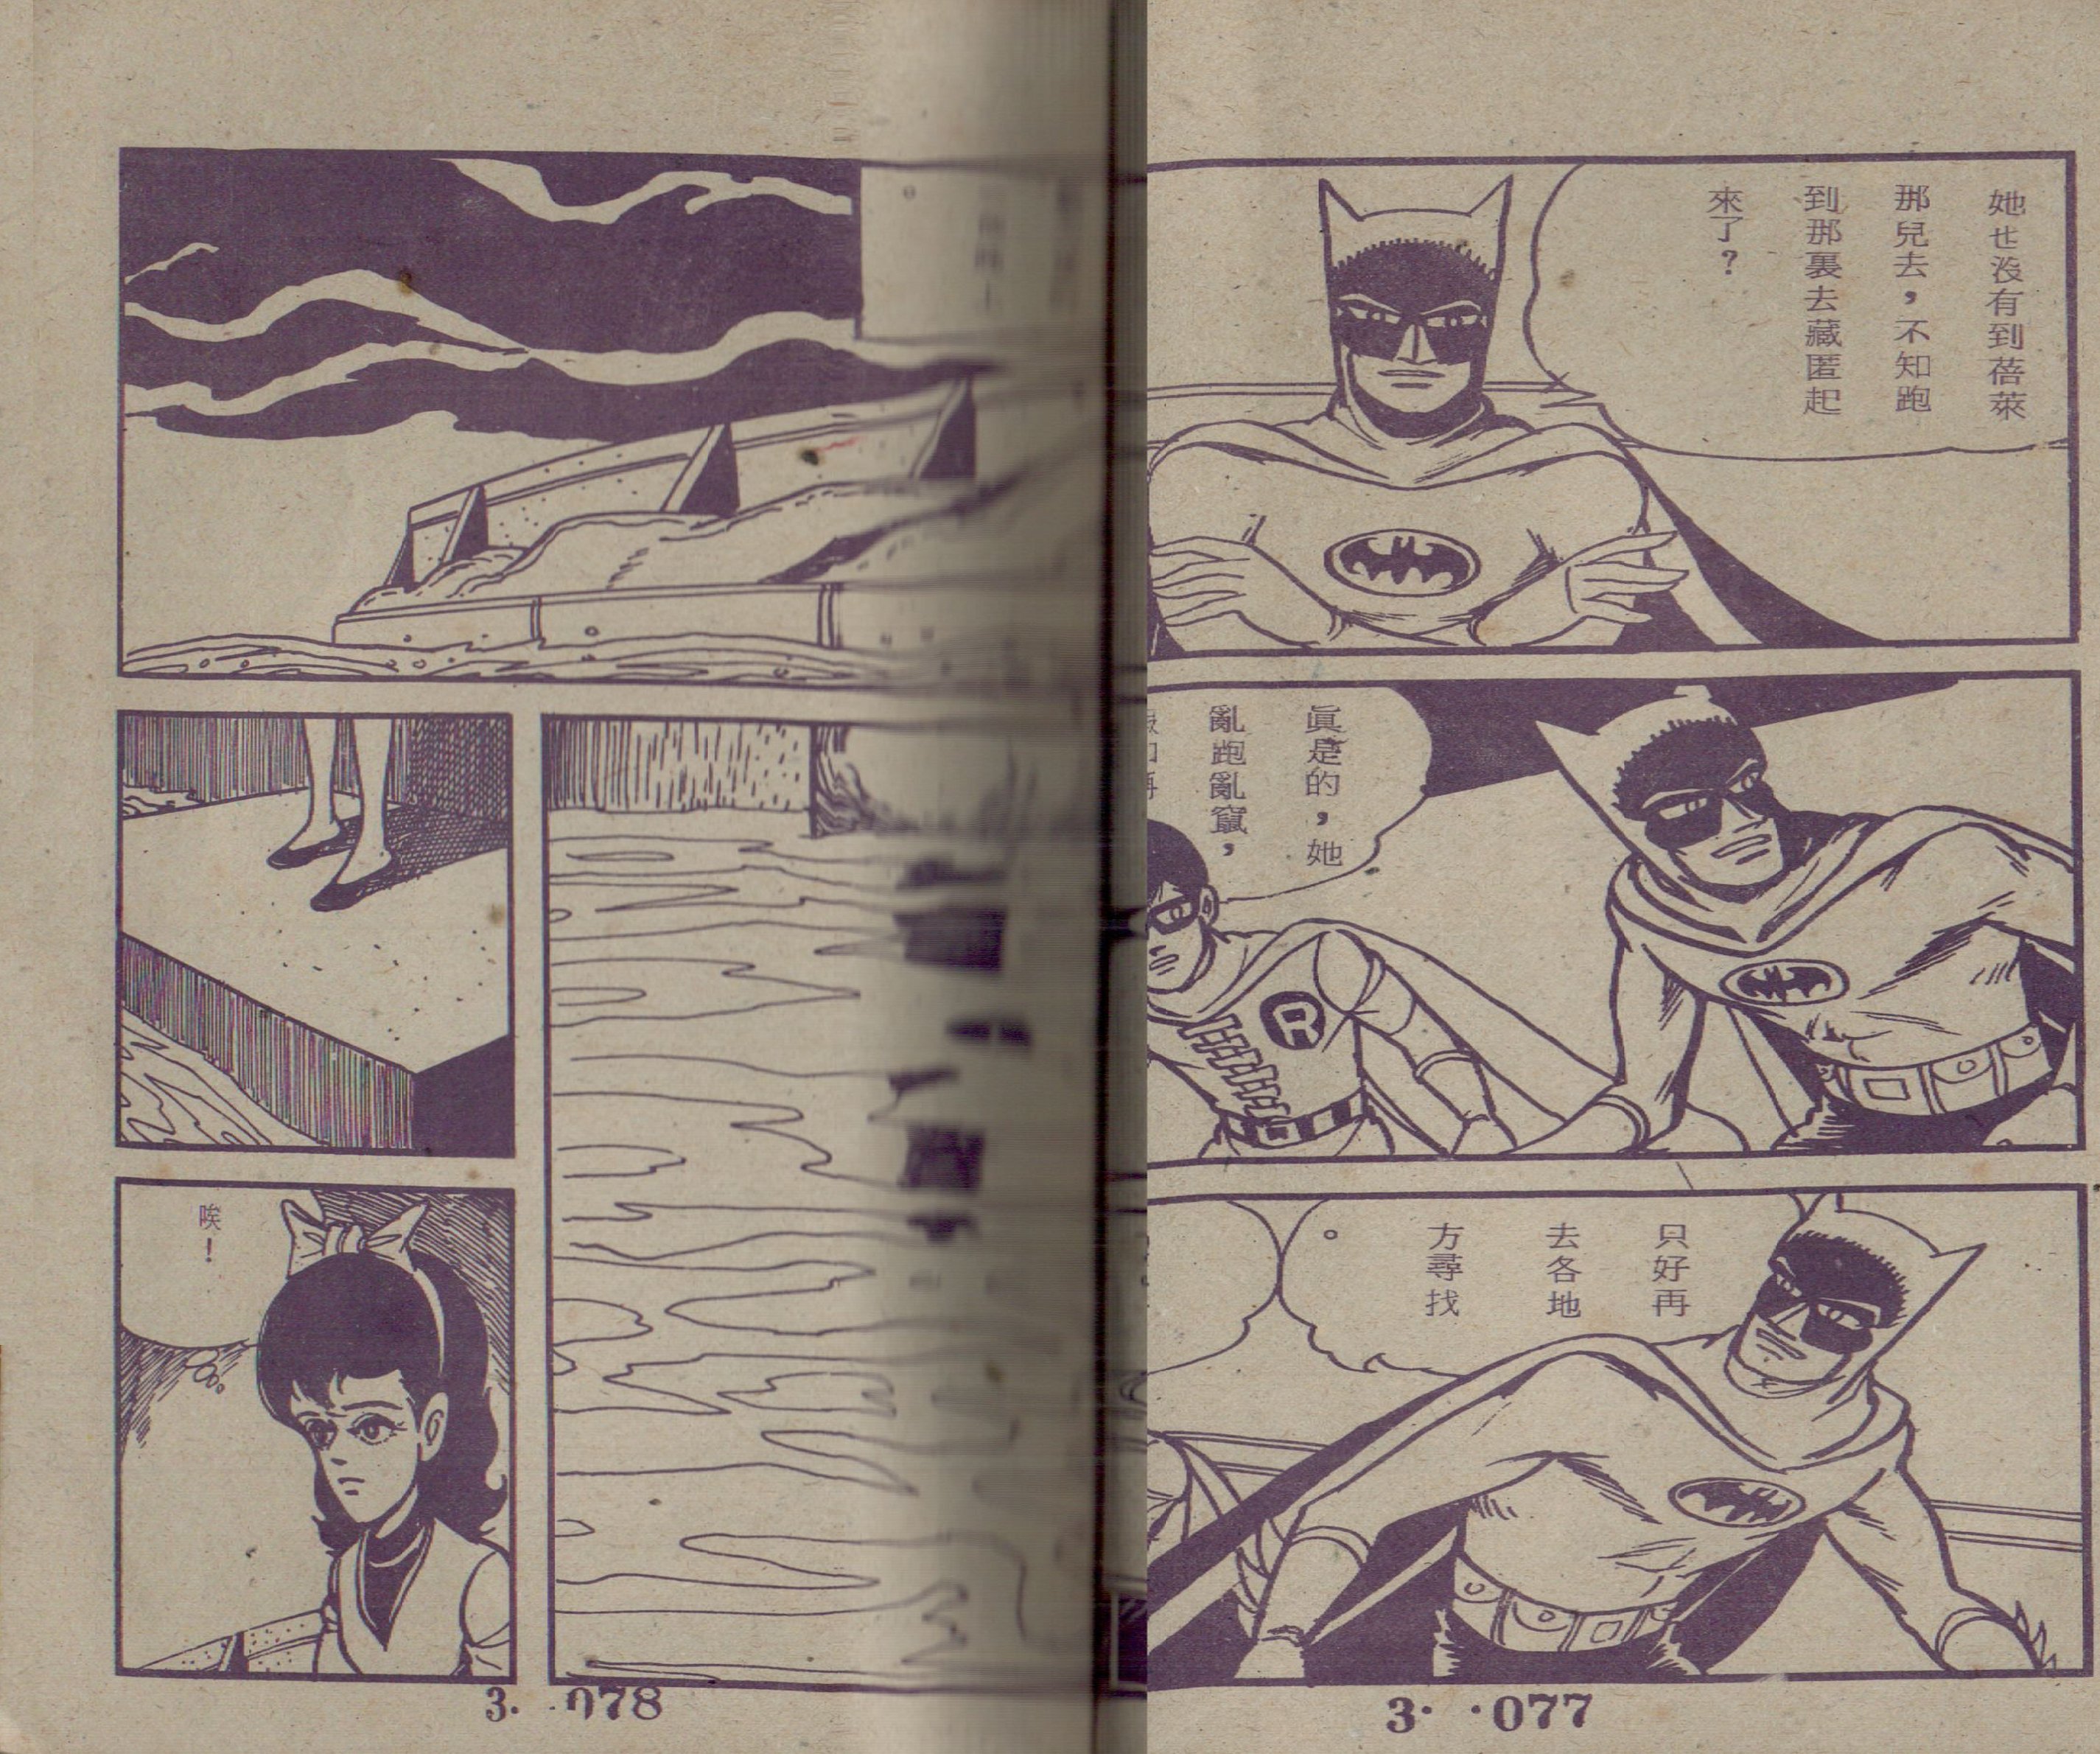 她也沒有到蓓萊
那兒去，不知跑
到那裏去藏匿起
來了？
眞是的，她
亂跑亂竄，
R
只好再
去各地
方尋找
。
3. .077
。
唉！
3. .078